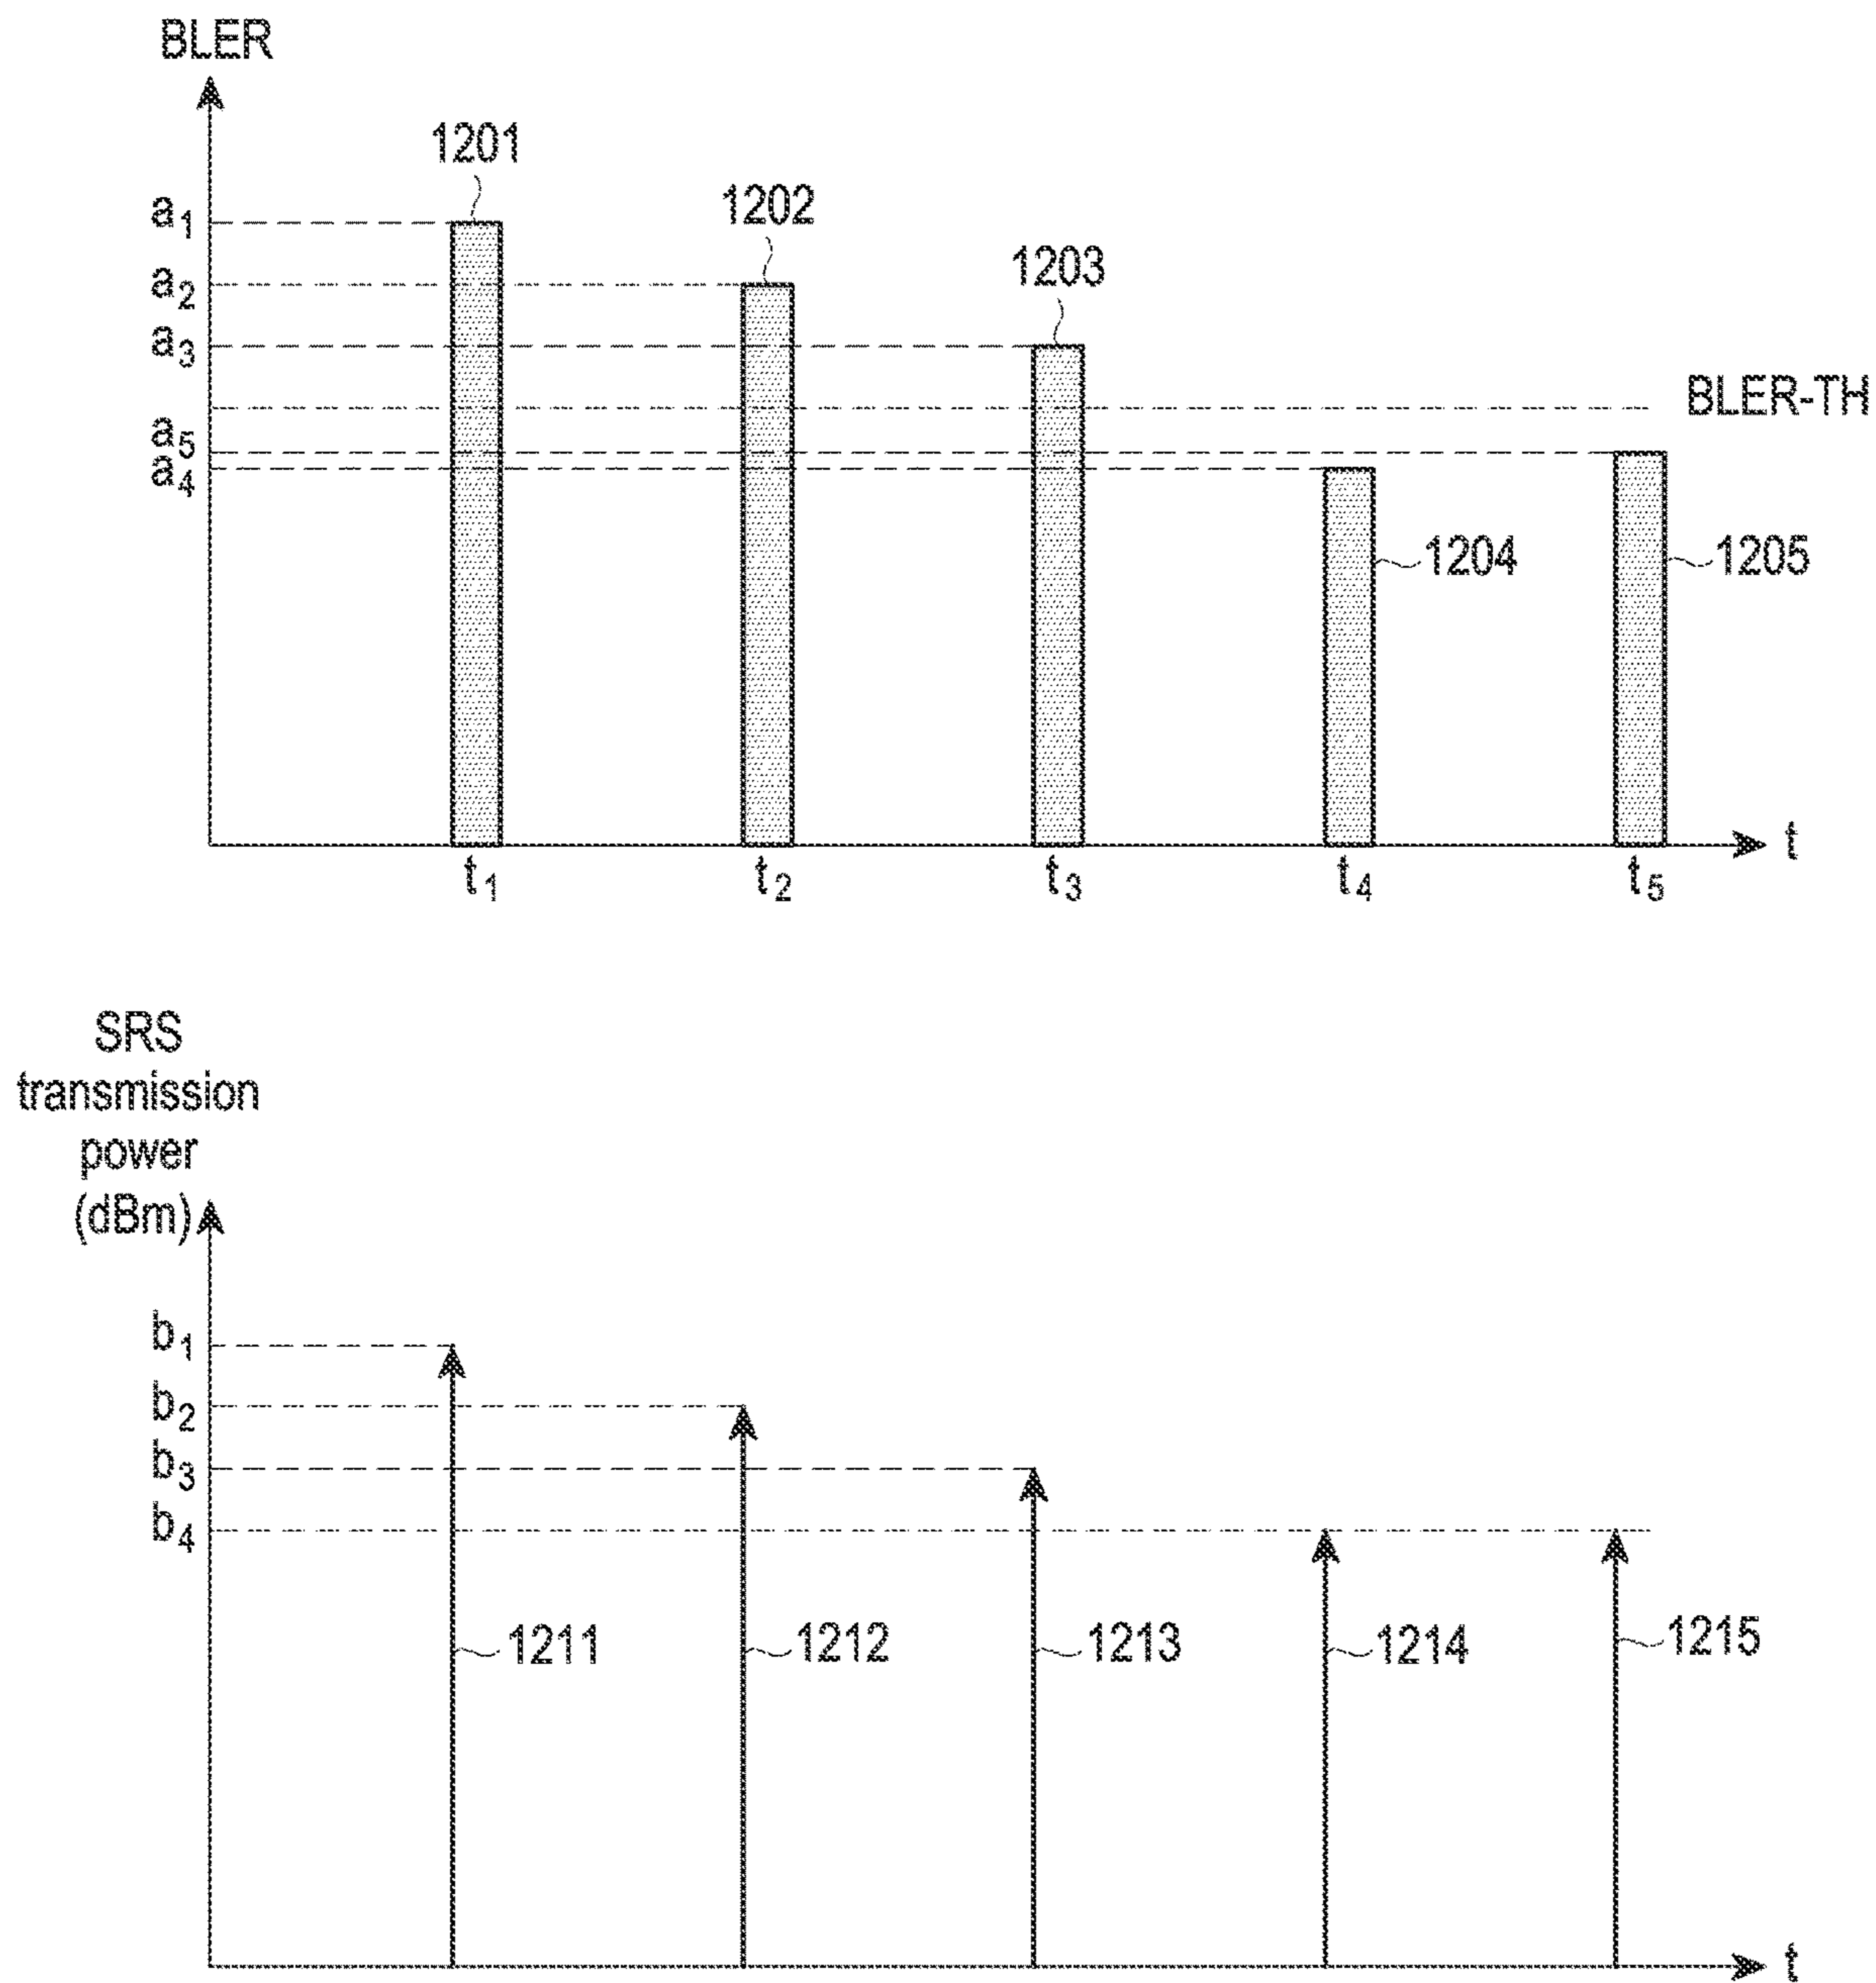 BLER
1201
1202
1203
a1
a2
a3
BLER-TH
a5
a4
1204
1205
t
t1
t2
t3
t4
t5
SRS
transmission
power
(dBm)
b1
b2
b3
b4
1211
1212
1213
1214
1215
t